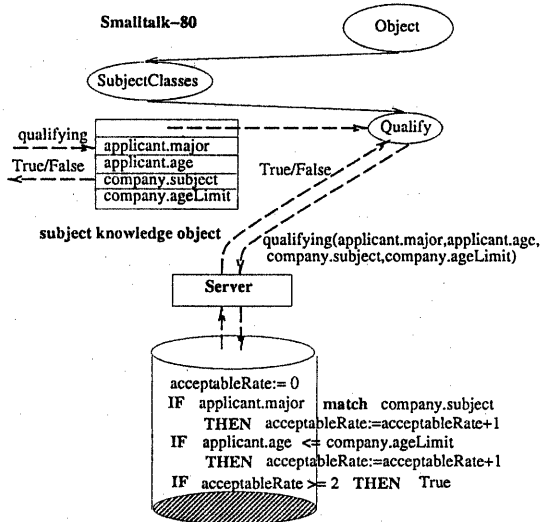 Smalltalk-80
Object
SubjectClasses
Qualify
qualifying
True/False
applicant.major
applicant.age
company.subject
company.ageLimit
True/False
subject knowledge object
qualifying(applicant.major,applicant.age,
company.subject,company.ageLimit)
Server
acceptableRate:= 0
IF applicant.major match company.subject
THEN acceptableRate:=acceptableRate+1
IF applicant.age <= company.ageLimit
THEN acceptableRate:=acceptableRate+1
IF acceptableRate >= 2 THEN True